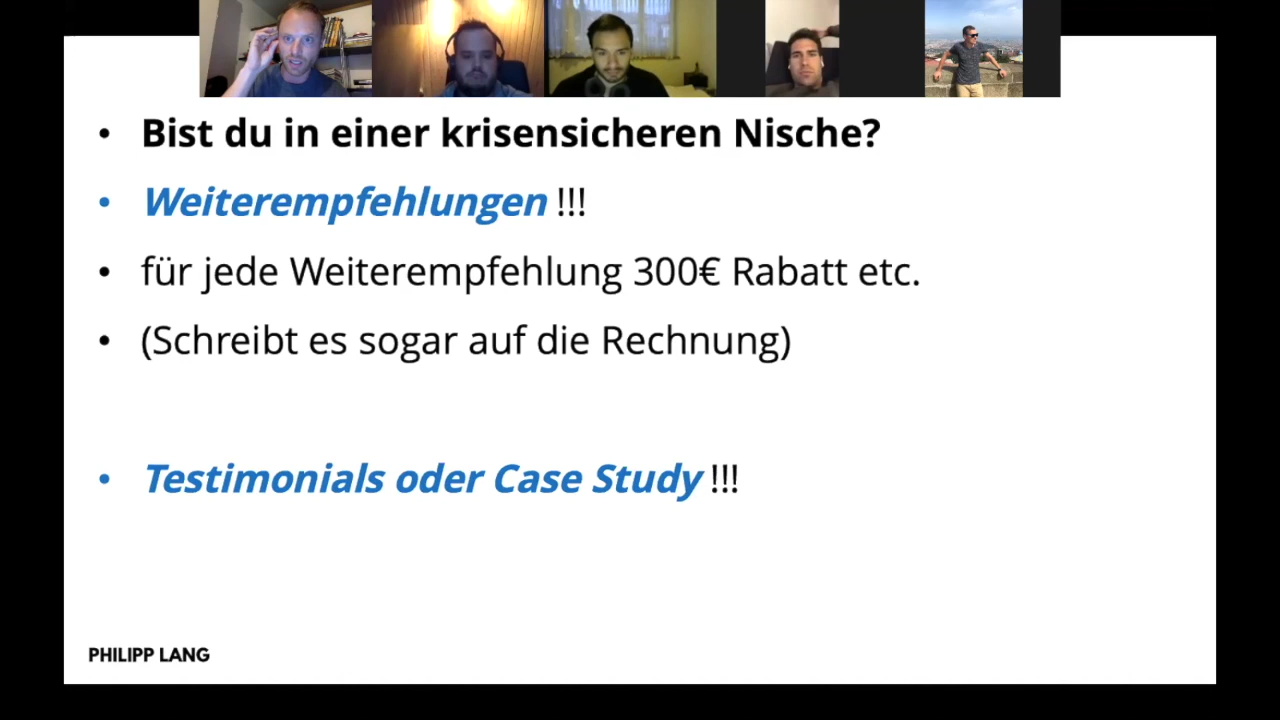 • Bist du in einer krisensicheren Nische?
• Weiterempfehlungen !!!
• für jede Weiterempfehlung 300€ Rabatt etc.
• (Schreibt es sogar auf die Rechnung)
• Testimonials oder Case Study !!!
PHILIPP LANG